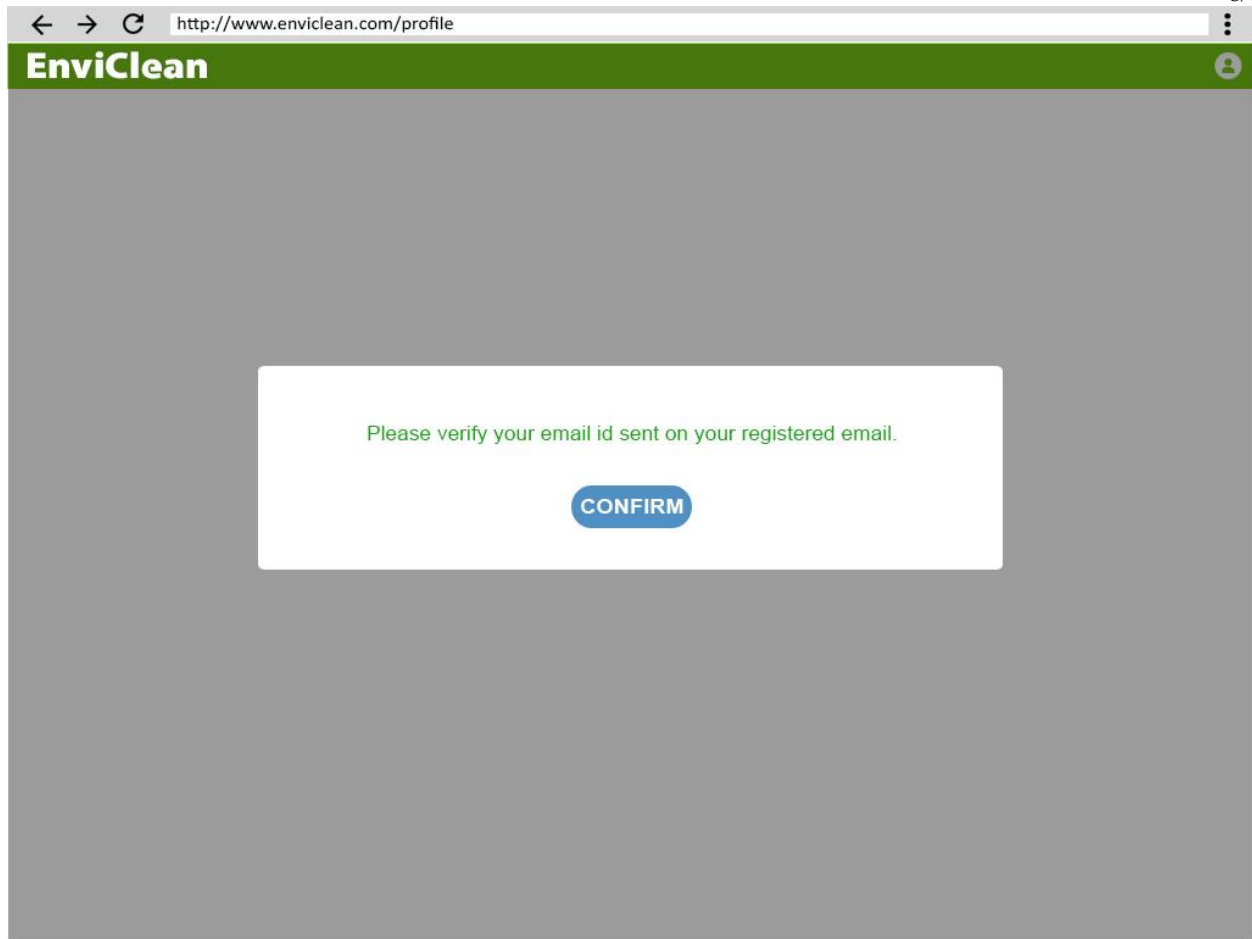 http://www.enviclean.com/profile
EnviClean
Please verify your email id sent on your registered email.
CONFIRM